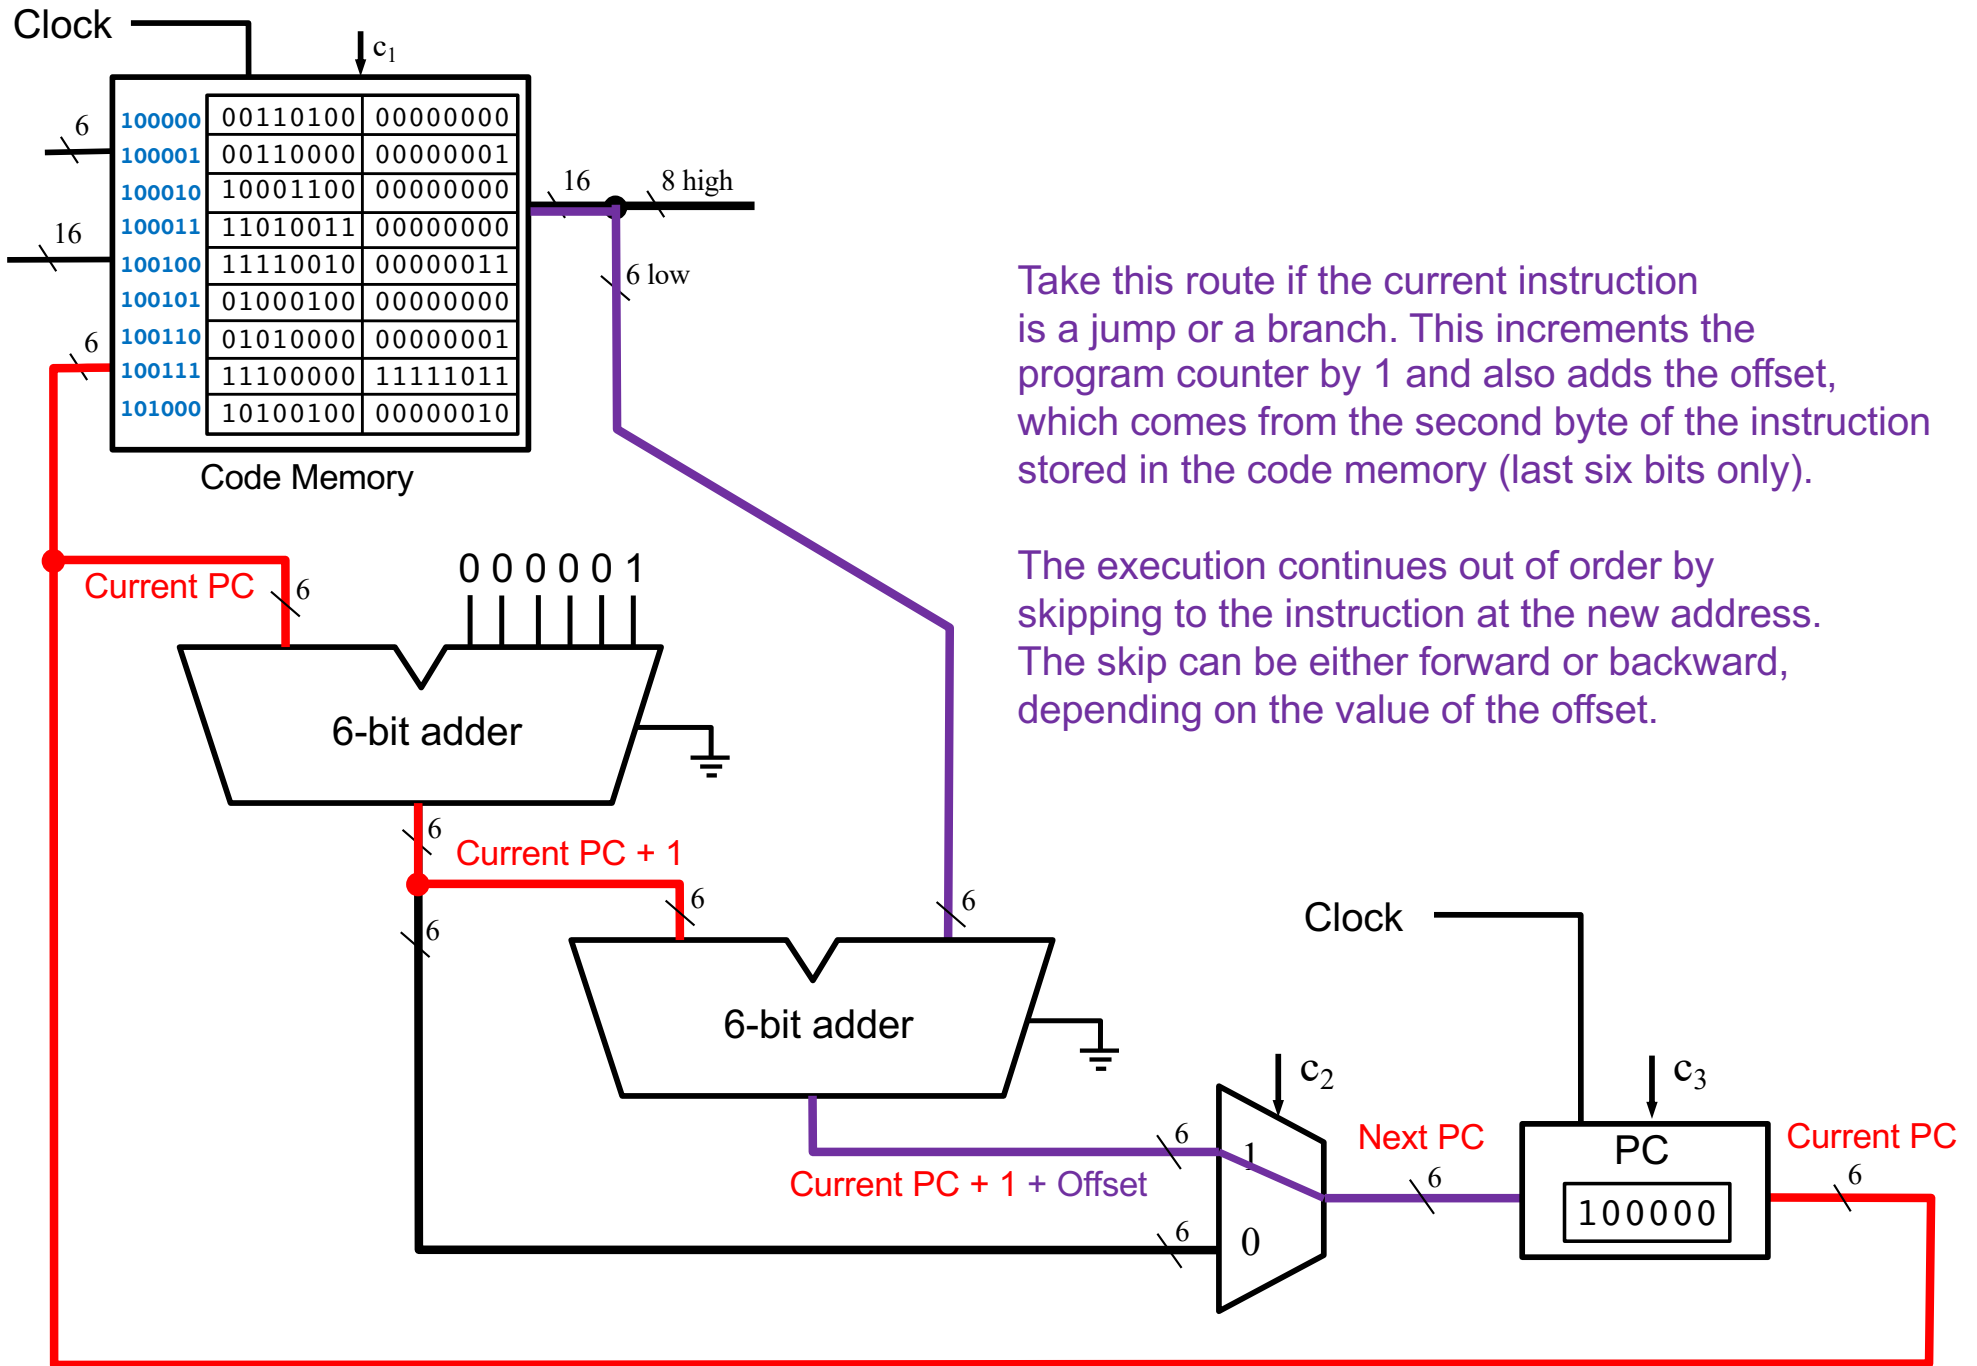 Clock
c1
6
100000 00110100 00000000
100001 00110000 00000001
100010 10001100 00000000
100011 11010011 00000000
100100 11110010 00000011
100101 01000100 00000000
100110 01010000 00000001
100111 11100000 11111011
101000 10100100 00000010
16
6
16
8 high
6 low
Code Memory
Take this route if the current instruction
is a jump or a branch. This increments the
program counter by 1 and also adds the offset,
which comes from the second byte of the instruction
stored in the code memory (last six bits only).
The execution continues out of order by
skipping to the instruction at the new address.
The skip can be either forward or backward,
depending on the value of the offset.
Current PC
6
0 0 0 0 0 1
6-bit adder
6
Current PC + 1
6
6
6
6-bit adder
Clock
c2
c3
6
1
Current PC + 1 + Offset
6
0
Next PC
6
PC
100000
Current PC
6